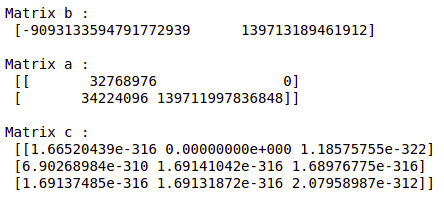 Matrix b :
[-9093133594791772939      139713189461912]
Matrix a :
[[       32768976                0]
[       34224096 139711997836848]]
Matrix c :
[[1.66520439e-316 0.00000000e+000 1.18575755e-322]
[6.90268984e-310 1.69141042e-316 1.68976775e-316]
[1.69137485e-316 1.69131872e-316 2.07958987e-312]]